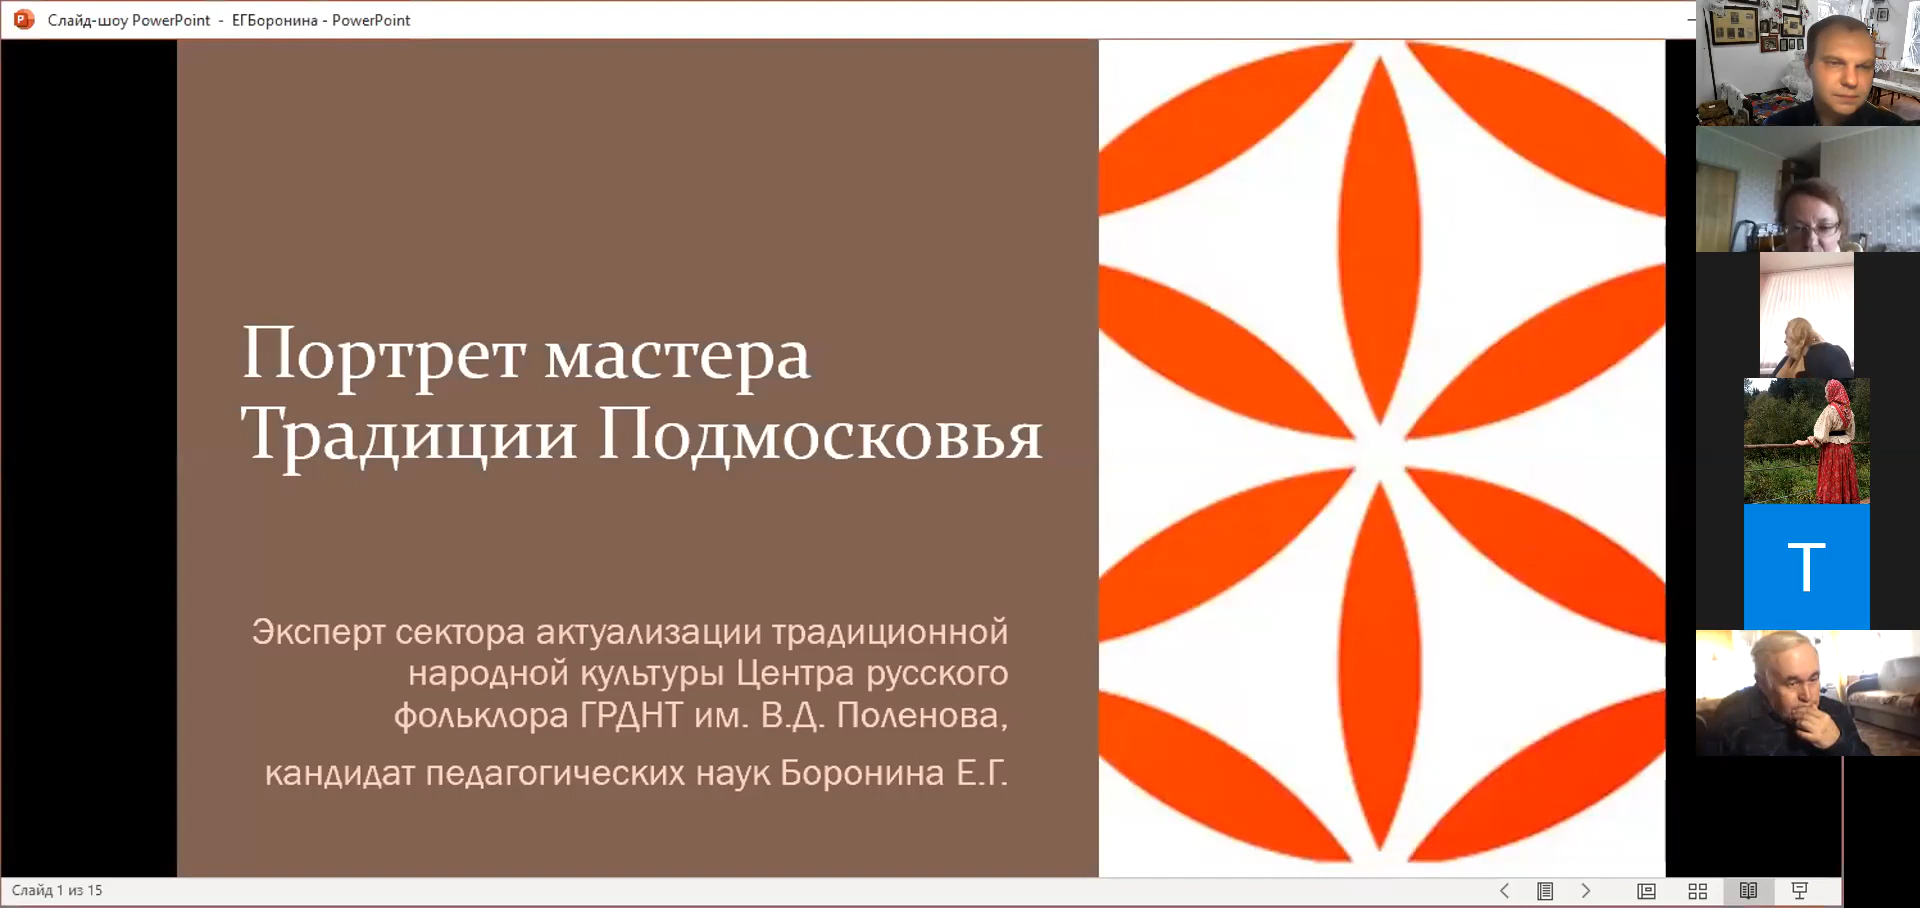 Слайд-шоу PowerPoint - ЕГБоронина - PowerPoint
Портрет мастера
Традиции Подмосковья
Эксперт сектора актуализации традиционной
народной культуры Центра русского
фольклора ГРДНТ им. В.Д. Поленова,
кандидат педагогических наук Боронина Е.Г.
Т
Слайд 1 из 15